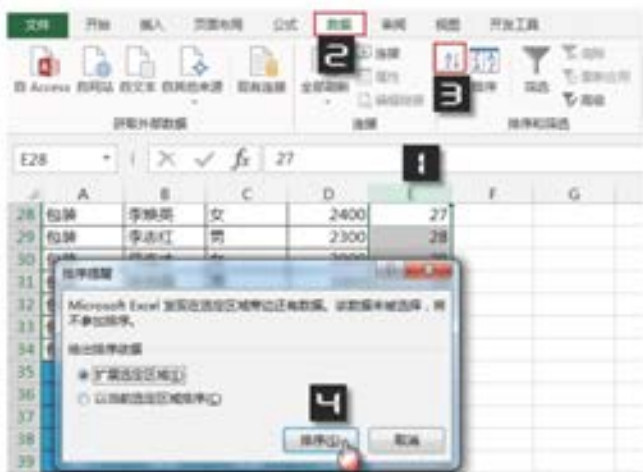 文件 开始 插入 页面布局 公式 数据 审阅 视图 开发工具
2
自 Access 自网站 自文本 自其他来源 现有连接 全部刷新 连接 属性 编辑链接 排序 筛选 清除 重新应用 高级
3
获取外部数据 连接 排序和筛选
E28 fx 27
1
A B C D E F G
28 包装 李焕英 女 2400 27
29 包装 李志红 男 2300 28
30
31
排序提醒
32 Microsoft Excel 发现在选定区域旁边还有数据。该数据未被选择,将
33 不参加排序。
34 给出排序依据
35 扩展选定区域(E)
36 以当前选定区域排序(C)
4
37
38 排序(S) 取消
39